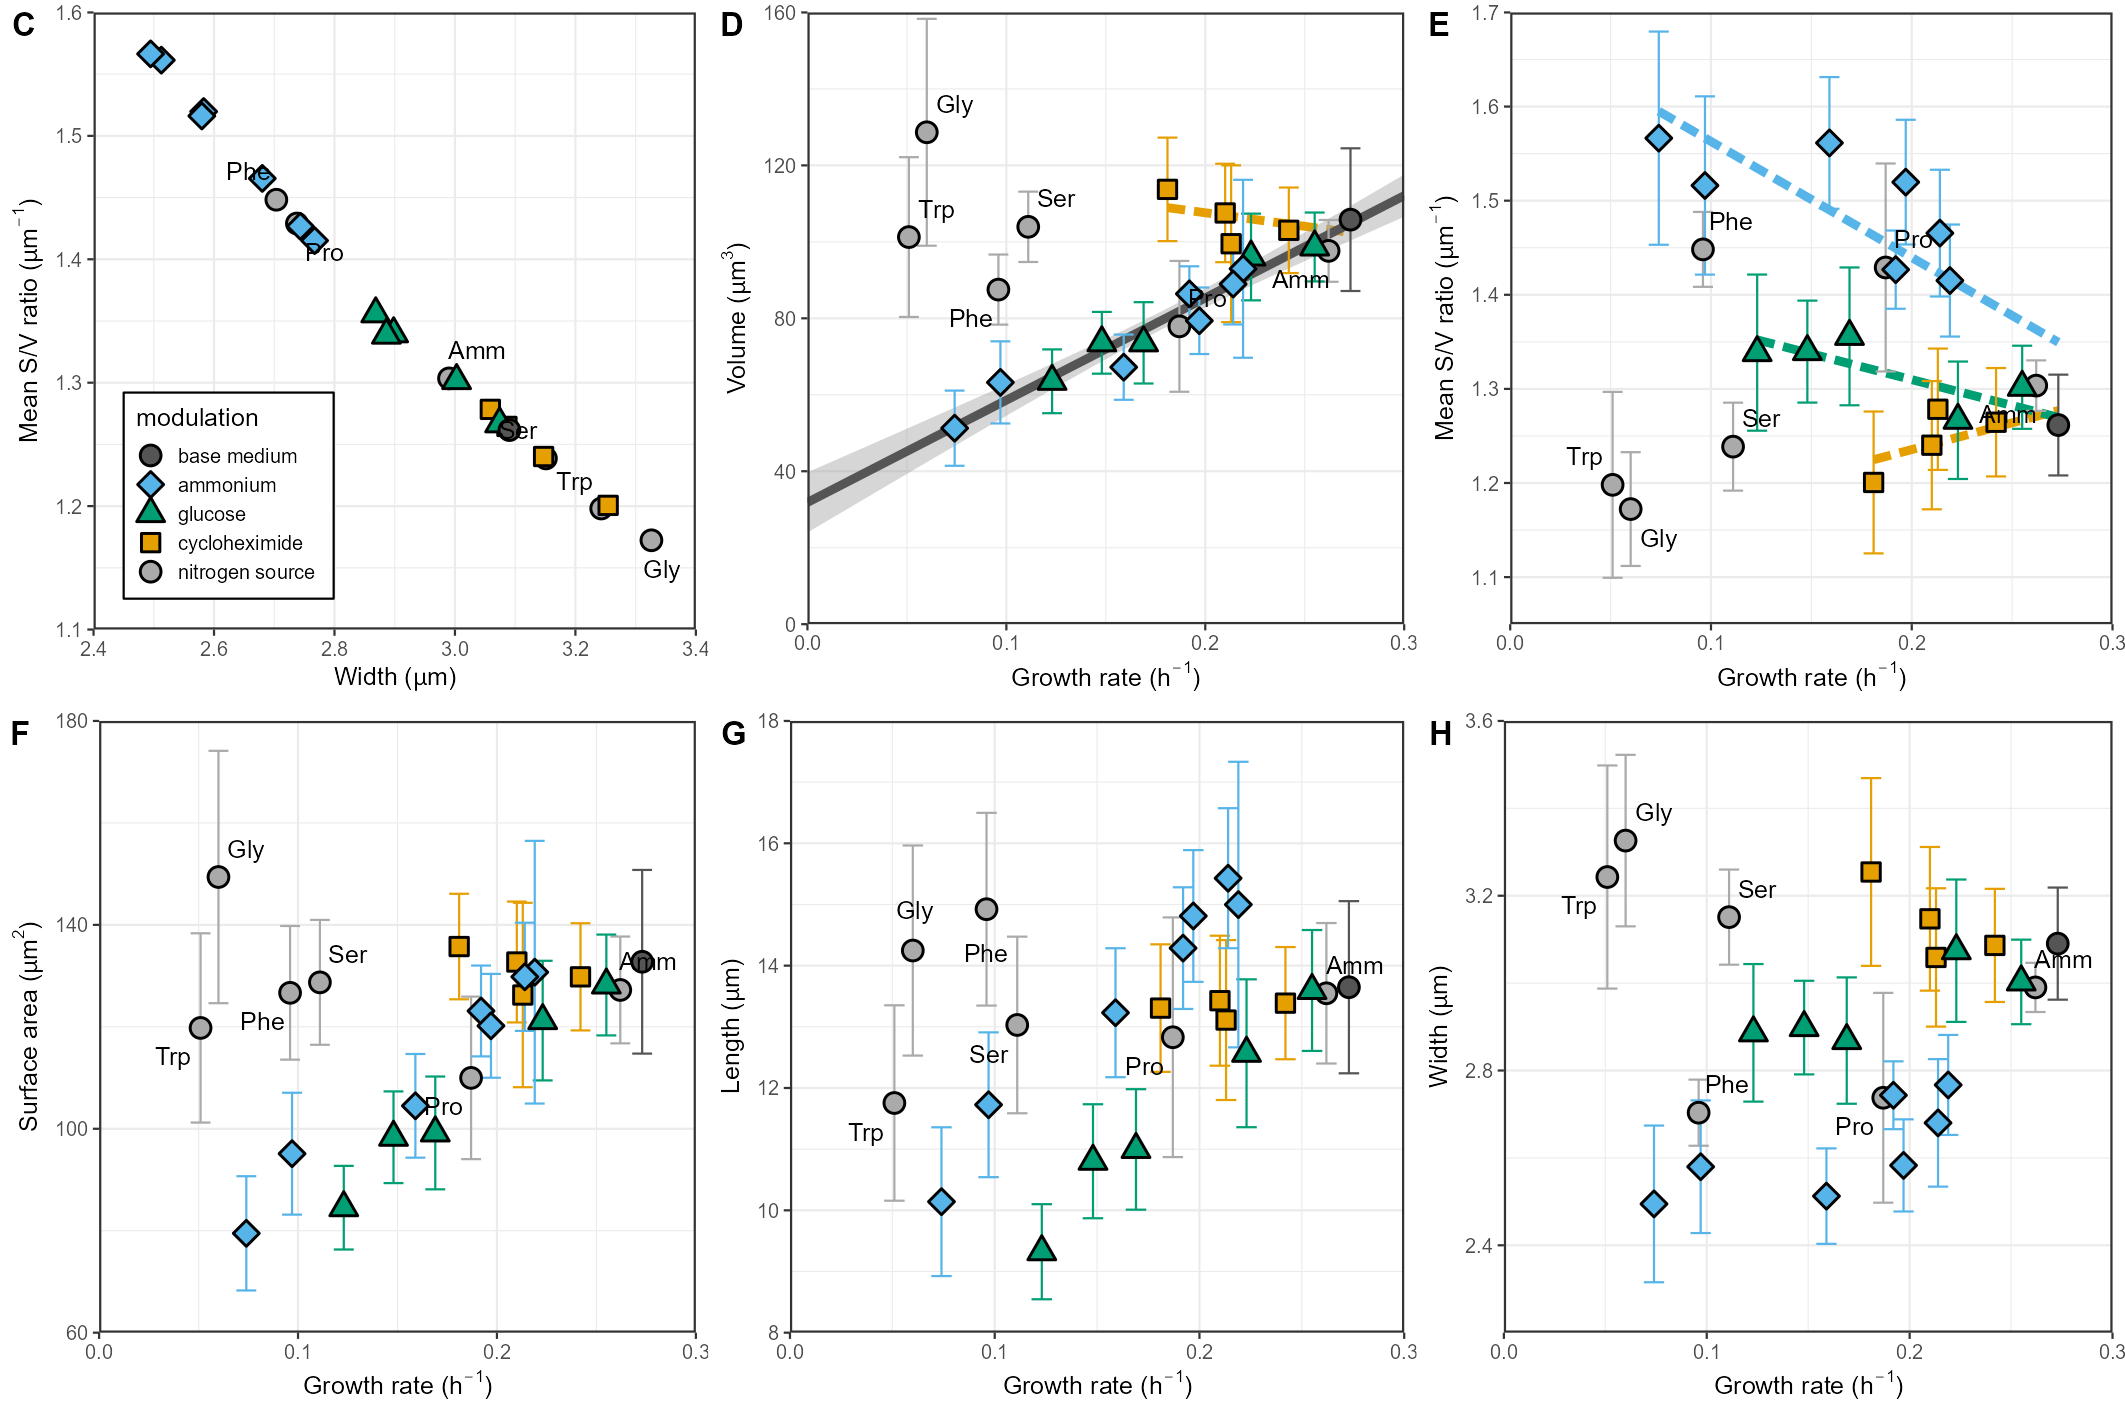 C
1.6
1.5
1.4
1.3
1.2
1.1
Mean S/V ratio (µm⁻¹)
Phe
Pro
Amm
Ser
Trp
Gly
modulation
base medium
ammonium
glucose
cycloheximide
nitrogen source
2.4 2.6 2.8 3.0 3.2 3.4
Width (µm)
D
160
120
80
40
0
Volume (µm³)
Gly
Trp
Ser
Phe
Pro
Amm
0.0 0.1 0.2 0.3
Growth rate (h⁻¹)
E
1.7
1.6
1.5
1.4
1.3
1.2
1.1
Mean S/V ratio (µm⁻¹)
Phe
Pro
Ser
Amm
Trp
Gly
0.0 0.1 0.2 0.3
Growth rate (h⁻¹)
F
180
140
100
60
Surface area (µm²)
Gly
Ser
Amm
Phe
Trp
Pro
0.0 0.1 0.2 0.3
Growth rate (h⁻¹)
G
18
16
14
12
10
8
Length (µm)
Gly
Phe
Amm
Ser
Pro
Trp
0.0 0.1 0.2 0.3
Growth rate (h⁻¹)
H
3.6
3.2
2.8
2.4
Width (µm)
Gly
Ser
Trp
Amm
Phe
Pro
0.0 0.1 0.2 0.3
Growth rate (h⁻¹)